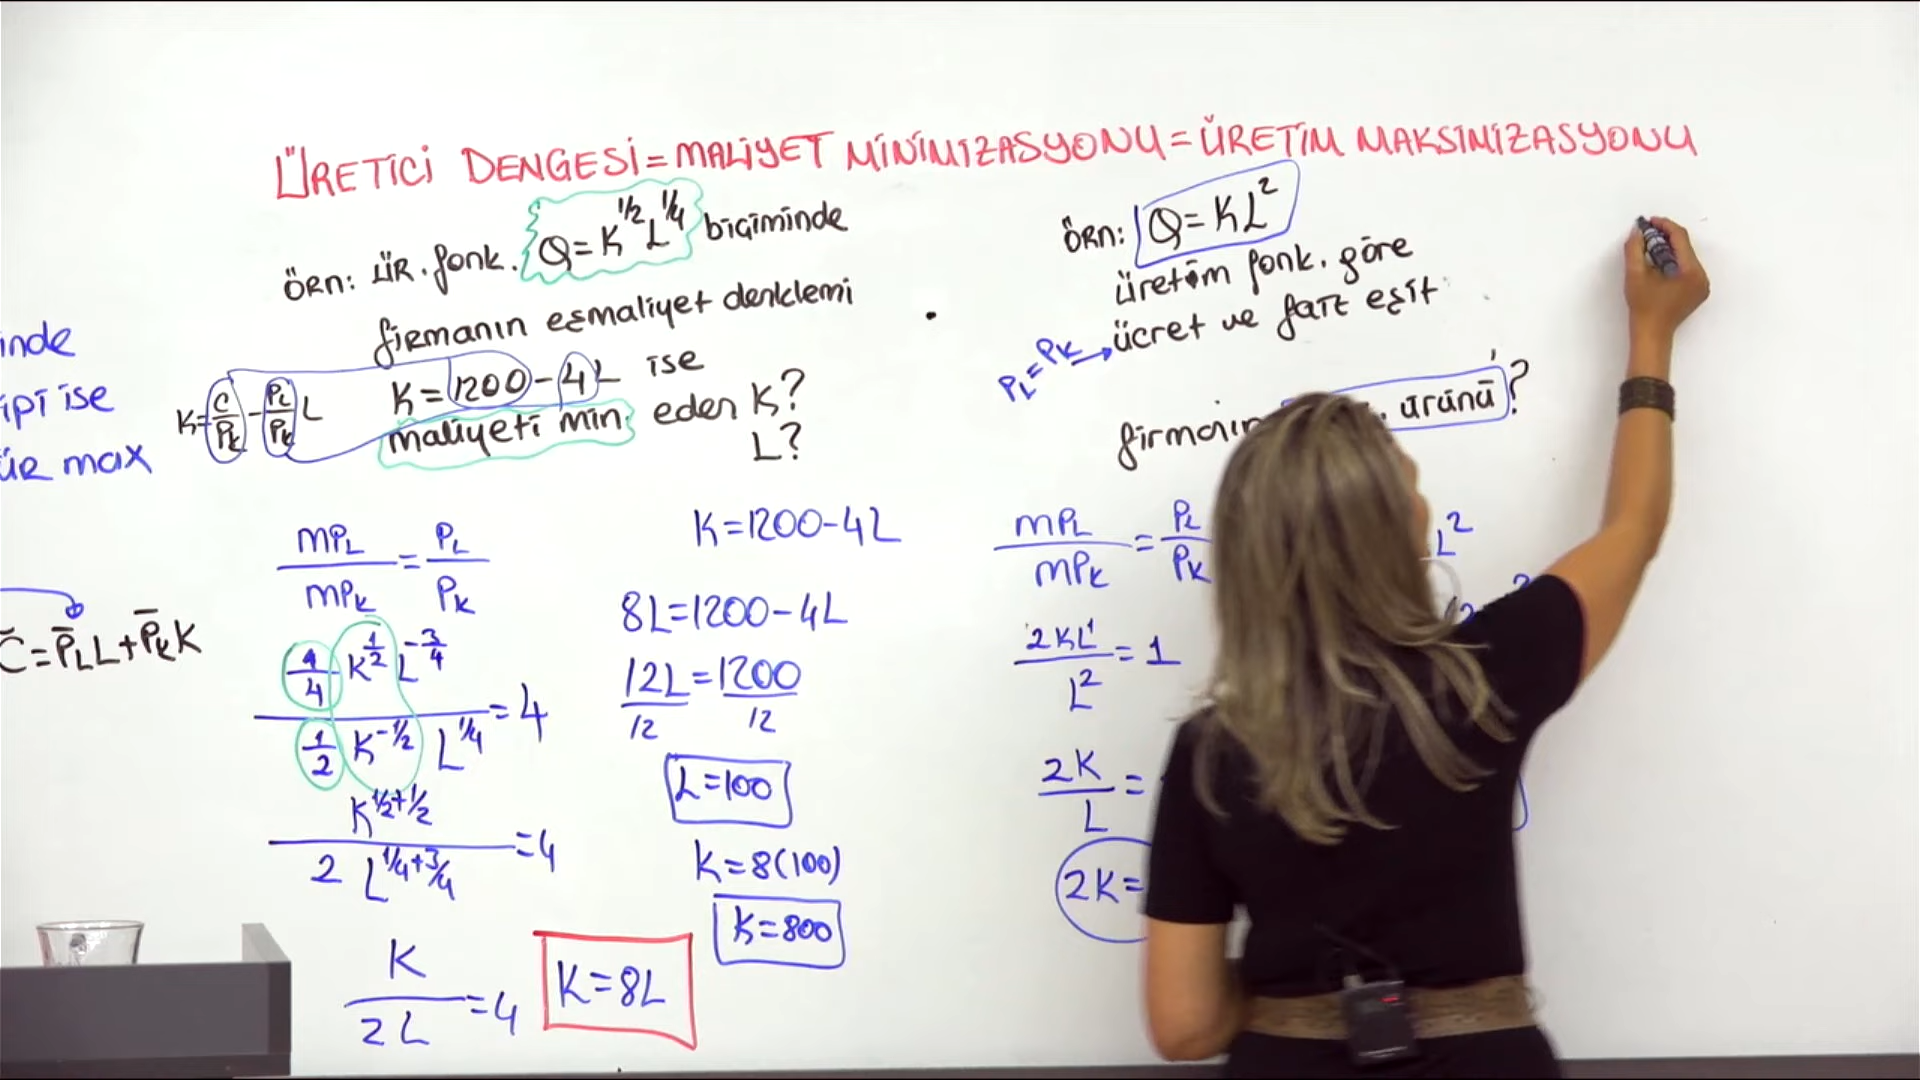 ÜRETİCİ DENGESİ = MALİYET MİNİMİZASYONU = ÜRETİM MAKSİMİZASYONU
ÖRN: ÜR. fonk. Q = K^1/2 L^1/4 biçiminde
firmanın eşmaliyet denklemi
K = 1200 - 4L ise
maliyeti min. eden K?
L?
inde
ipi ise
ür max
K = C/PK - PL/PK L
C̄ = P̄L L + P̄K K
MPL/MPK = PL/PK
1/4 K^1/2 L^-3/4 / 1/2 K^-1/2 L^1/4 = 4
K^1/2+1/2 / 2 L^1/4+3/4 = 4
K/2L = 4
K = 8L
K = 1200 - 4L
8L = 1200 - 4L
12L/12 = 1200/12
L = 100
K = 8(100)
K = 800
ÖRN: Q = KL^2
üretim fonk. göre
ücret ve faiz eşit
PL = PK →
. ürünü?
MPL/MPK = PL/PK
2KL^1/L^2 = 1
2K/L =
2K =
L^2